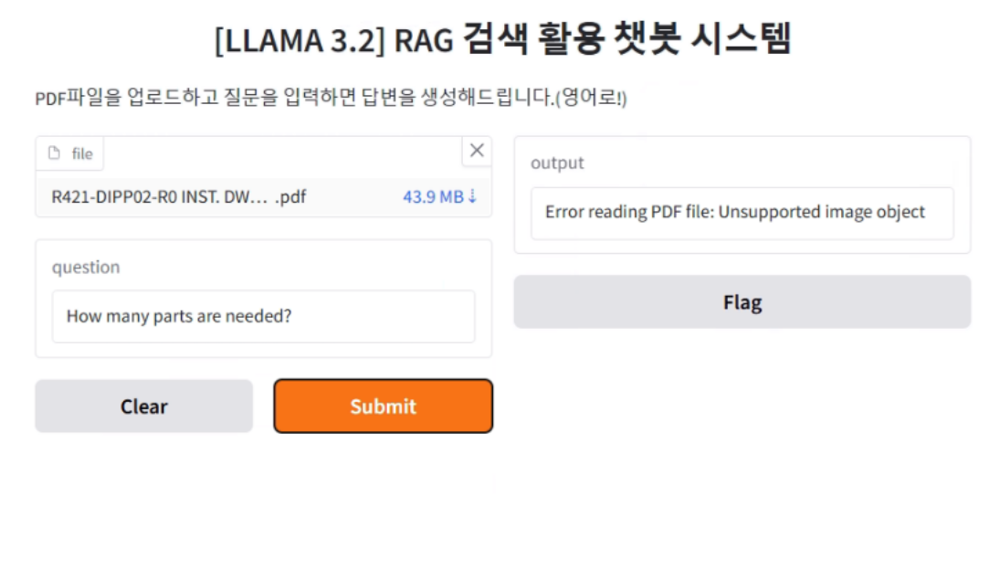 [LLAMA 3.2] RAG 검색 활용 챗봇 시스템
PDF파일을 업로드하고 질문을 입력하면 답변을 생성해드립니다.(영어로!)
file
R421-DIPP02-R0 INST. DW... .pdf 43.9 MB ↓
question
How many parts are needed?
Clear
Submit
output
Error reading PDF file: Unsupported image object
Flag